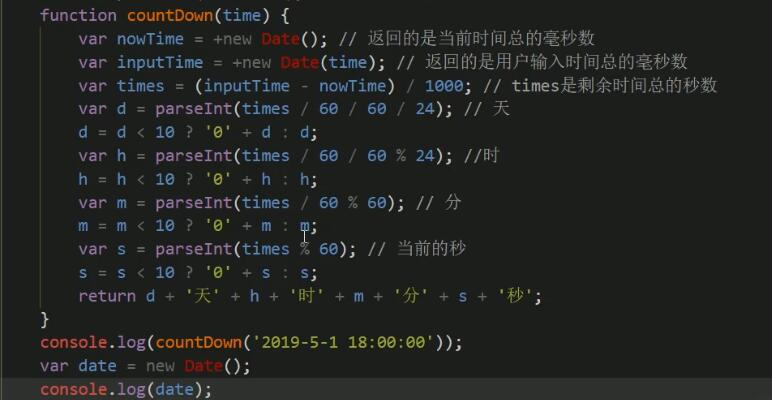 function countDown(time) {
var nowTime = +new Date(); // 返回的是当前时间总的毫秒数
var inputTime = +new Date(time); // 返回的是用户输入时间总的毫秒数
var times = (inputTime - nowTime) / 1000; // times是剩余时间总的秒数
var d = parseInt(times / 60 / 60 / 24); // 天
d = d < 10 ? '0' + d : d;
var h = parseInt(times / 60 / 60 % 24); //时
h = h < 10 ? '0' + h : h;
var m = parseInt(times / 60 % 60); // 分
m = m < 10 ? '0' + m : m;
var s = parseInt(times % 60); // 当前的秒
s = s < 10 ? '0' + s : s;
return d + '天' + h + '时' + m + '分' + s + '秒';
}
console.log(countDown('2019-5-1 18:00:00'));
var date = new Date();
console.log(date);